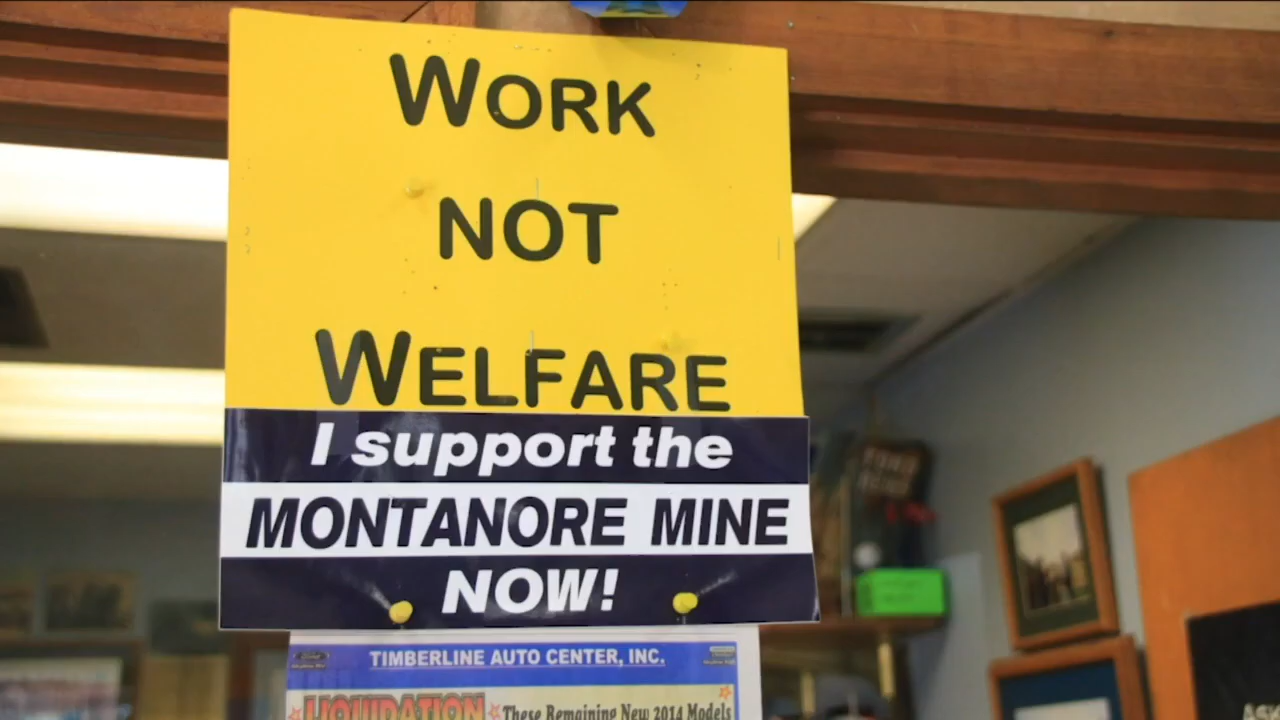 WORK
NOT
WELFARE
I support the
MONTANORE MINE
NOW!
TIMBERLINE AUTO CENTER, INC.
LIQUIDATION
These Remaining New 2014 Models